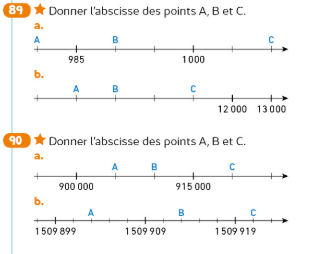 89 ★ Donner l'abscisse des points A, B et C.
a.
A B C
985 1 000
b.
A B C
12 000 13 000
90 ★ Donner l'abscisse des points A, B et C.
a.
A B C
900 000 915 000
b.
A B C
1 509 899 1 509 909 1 509 919